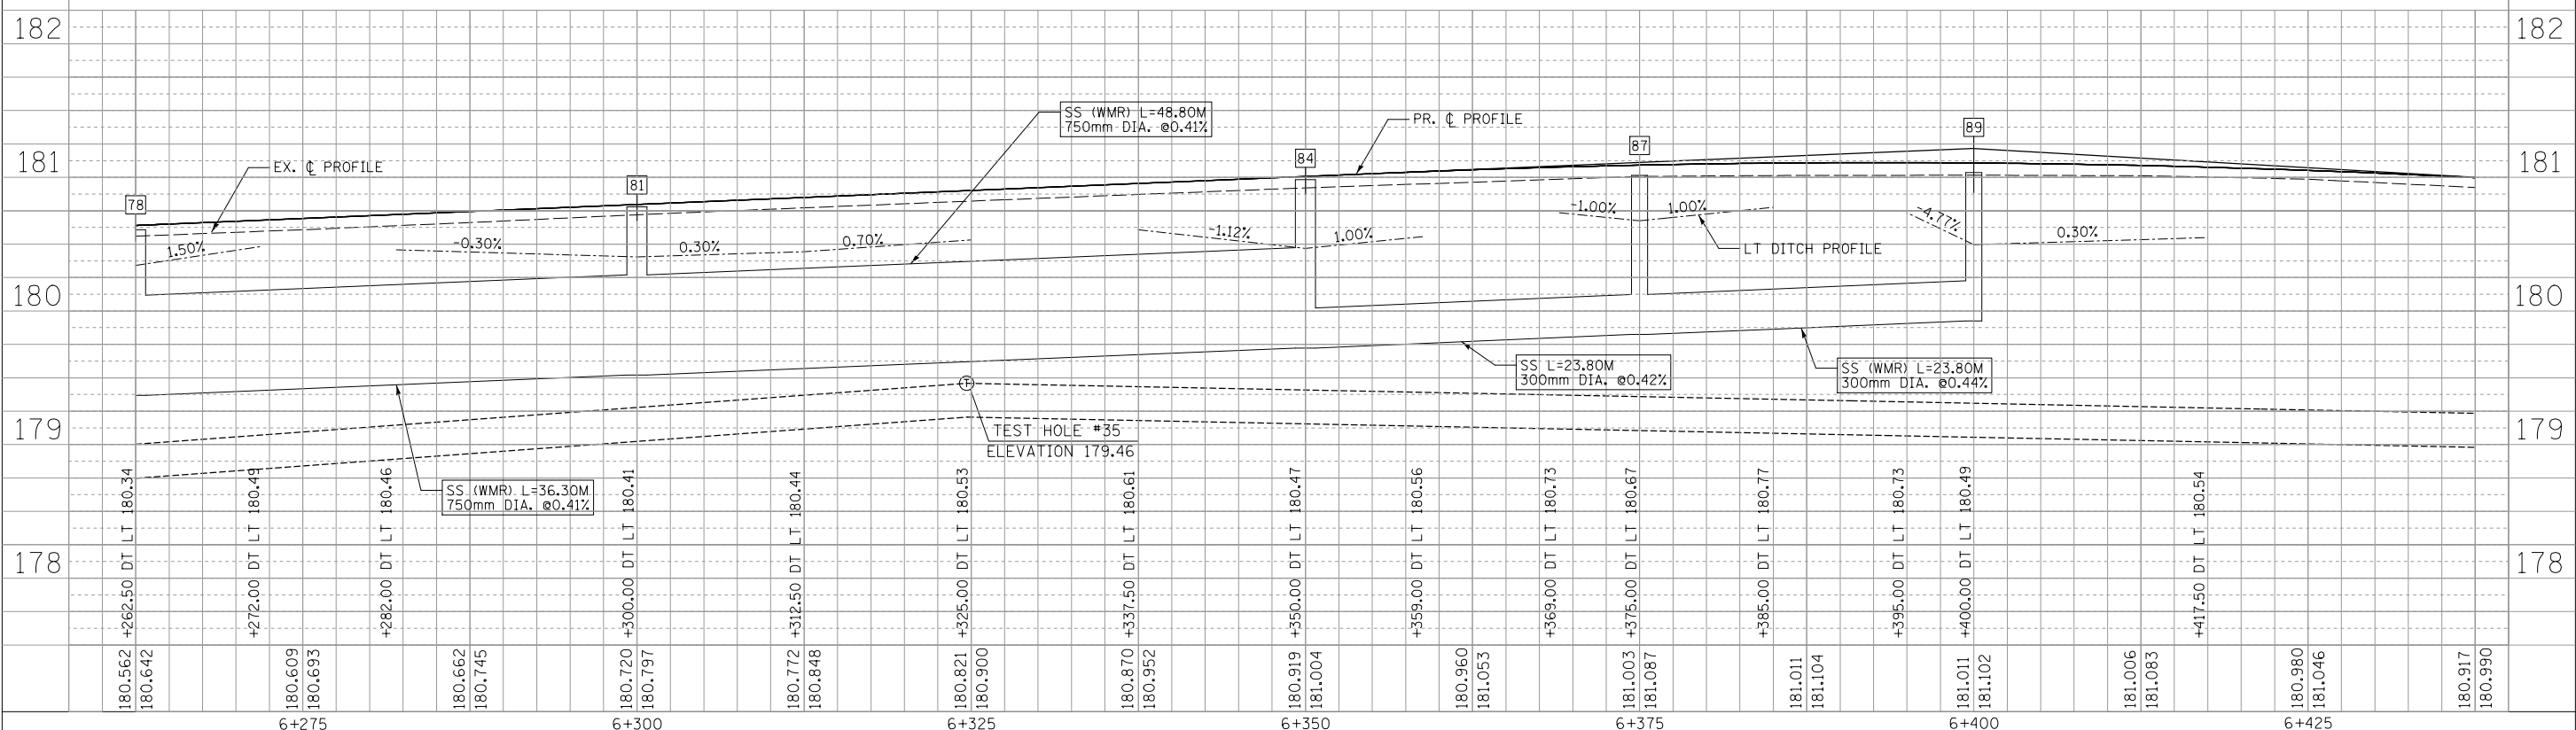 182
182
SS (WMR) L=48.80M
750mm DIA. @0.41%
PR. ℄ PROFILE
89
87
84
181
EX. ℄ PROFILE
181
81
78
1.50%
-0.30%
0.30%
0.70%
-1.12%
1.00%
-1.00%
1.00%
-4.77%
0.30%
LT DITCH PROFILE
180
180
SS L=23.80M
300mm DIA. @0.42%
SS (WMR) L=23.80M
300mm DIA. @0.44%
T
179
TEST HOLE #35
ELEVATION 179.46
179
SS (WMR) L=36.30M
750mm DIA. @0.41%
178
178
+262.50 DT LT 180.34
+272.00 DT LT 180.49
+282.00 DT LT 180.46
+300.00 DT LT 180.41
+312.50 DT LT 180.44
+325.00 DT LT 180.53
+337.50 DT LT 180.61
+350.00 DT LT 180.47
+359.00 DT LT 180.56
+369.00 DT LT 180.73
+375.00 DT LT 180.67
+385.00 DT LT 180.77
+395.00 DT LT 180.73
+400.00 DT LT 180.49
+417.50 DT LT 180.54
180.562
180.642
180.609
180.693
180.662
180.745
180.720
180.797
180.772
180.848
180.821
180.900
180.870
180.952
180.919
181.004
180.960
181.053
181.003
181.087
181.011
181.104
181.011
181.102
181.006
181.083
180.980
181.046
180.917
180.990
6+275
6+300
6+325
6+350
6+375
6+400
6+425